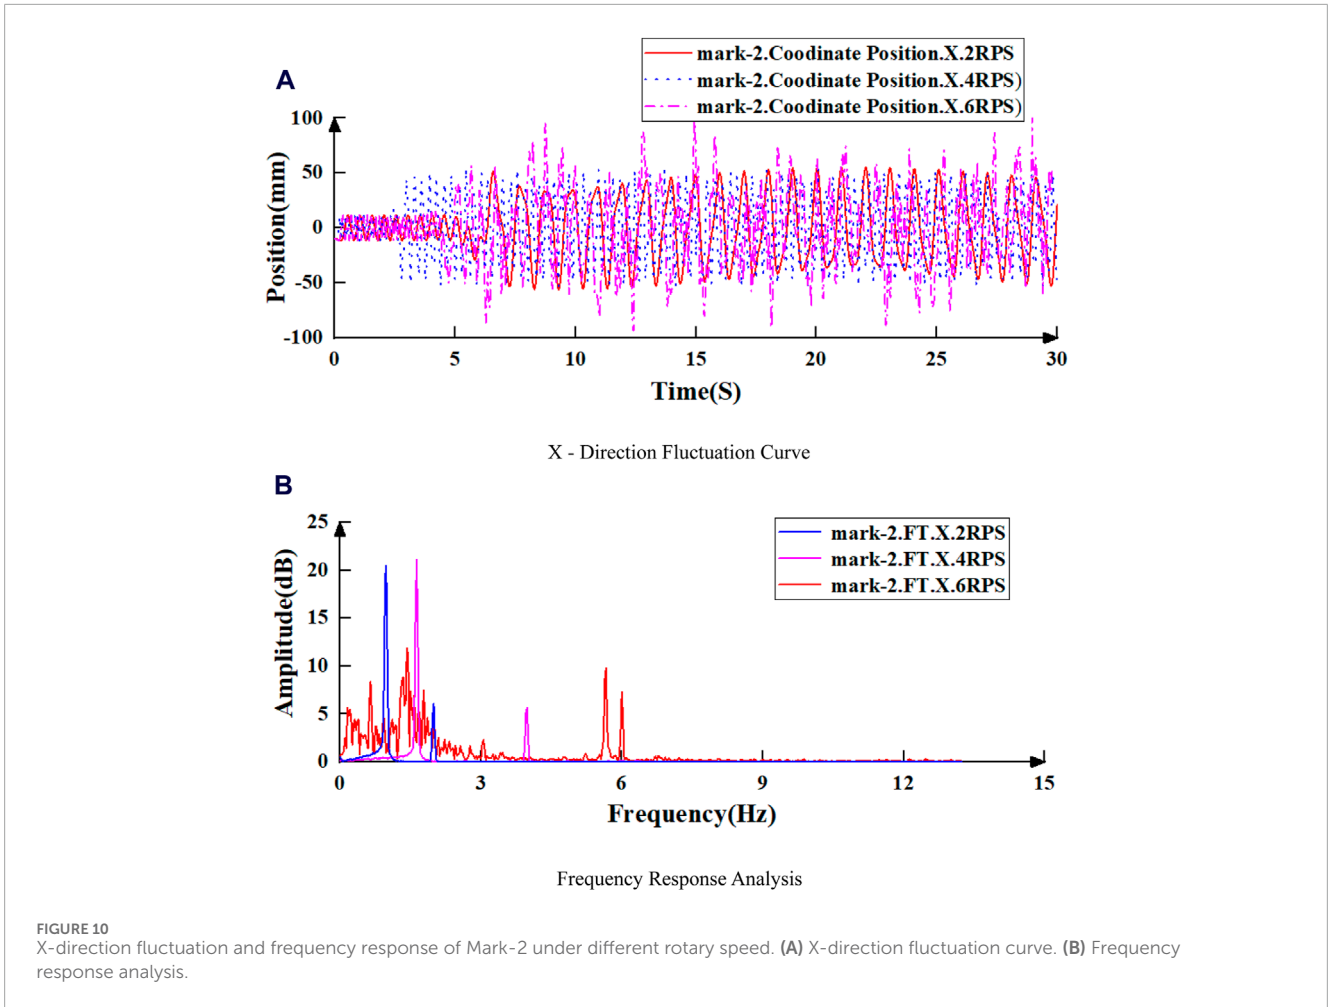 A
mark-2.Coodinate Position.X.2RPS
mark-2.Coodinate Position.X.4RPS)
mark-2.Coodinate Position.X.6RPS)
100
50
0
-50
-100
Position(mm)
0 5 10 15 20 25 30
Time(S)
X - Direction Fluctuation Curve
B
mark-2.FT.X.2RPS
mark-2.FT.X.4RPS
mark-2.FT.X.6RPS
25
20
15
10
5
0
Amplitude(dB)
0 3 6 9 12 15
Frequency(Hz)
Frequency Response Analysis
FIGURE 10
X-direction fluctuation and frequency response of Mark-2 under different rotary speed. (A) X-direction fluctuation curve. (B) Frequency
response analysis.